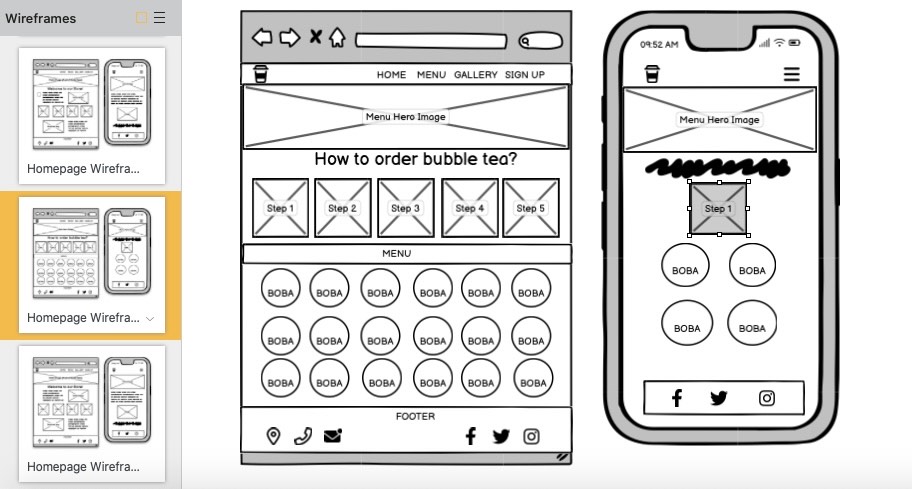 Wireframes
Homepage Wirefra...
Homepage Wirefra...
Homepage Wirefra...
HOME MENU GALLERY SIGN UP
Menu Hero Image
How to order bubble tea?
Step 1 Step 2 Step 3 Step 4 Step 5
MENU
BOBA BOBA BOBA BOBA BOBA BOBA
BOBA BOBA BOBA BOBA BOBA BOBA
BOBA BOBA BOBA BOBA BOBA BOBA
FOOTER
09:52 AM
Menu Hero Image
Step 1
BOBA BOBA
BOBA BOBA